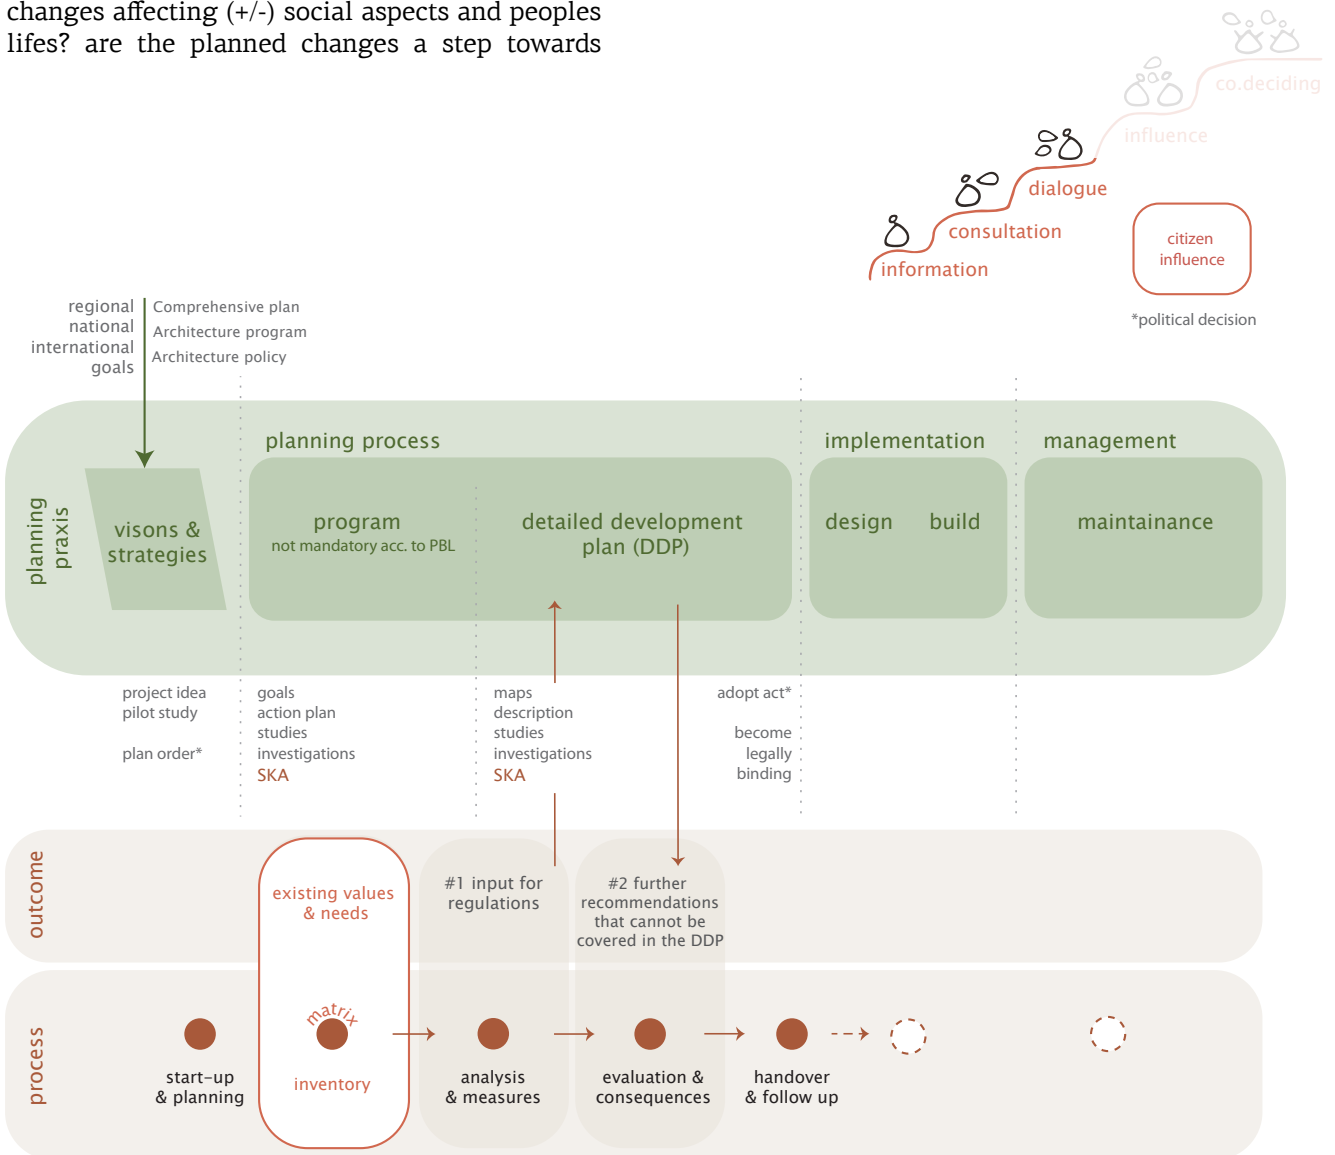 changes affecting (+/-) social aspects and peoples
lifes? are the planned changes a step towards
co.deciding
influence
dialogue
consultation
information
citizen
influence
*political decision
regional
national
international
goals
Comprehensive plan
Architecture program
Architecture policy
planning
praxis
visons &
strategies
planning process
program
not mandatory acc. to PBL
detailed development
plan (DDP)
implementation
design
build
management
maintainance
project idea
pilot study
plan order*
goals
action plan
studies
investigations
SKA
maps
description
studies
investigations
SKA
adopt act*
become
legally
binding
outcome
existing values
& needs
#1 input for
regulations
#2 further
recommendations
that cannot be
covered in the DDP
process
start-up
& planning
matrix
inventory
analysis
& measures
evaluation &
consequences
handover
& follow up